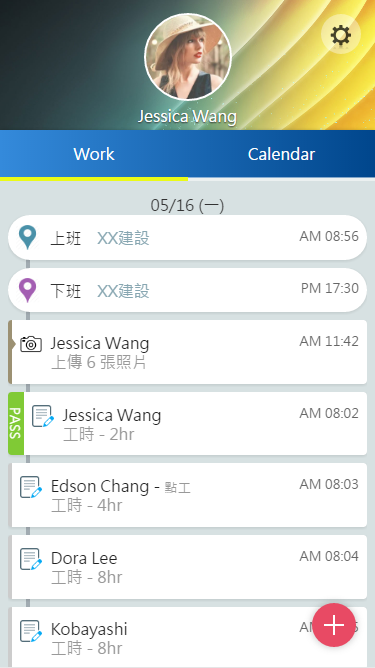 Jessica Wang
Work Calendar
05/16 (一)
上班 XX建設 AM 08:56
下班 XX建設 PM 17:30
Jessica Wang AM 11:42
上傳 6 張照片
PASS
Jessica Wang AM 08:02
工時 - 2hr
Edson Chang - 點工 AM 08:03
工時 - 4hr
Dora Lee AM 08:04
工時 - 8hr
Kobayashi
工時 - 8hr